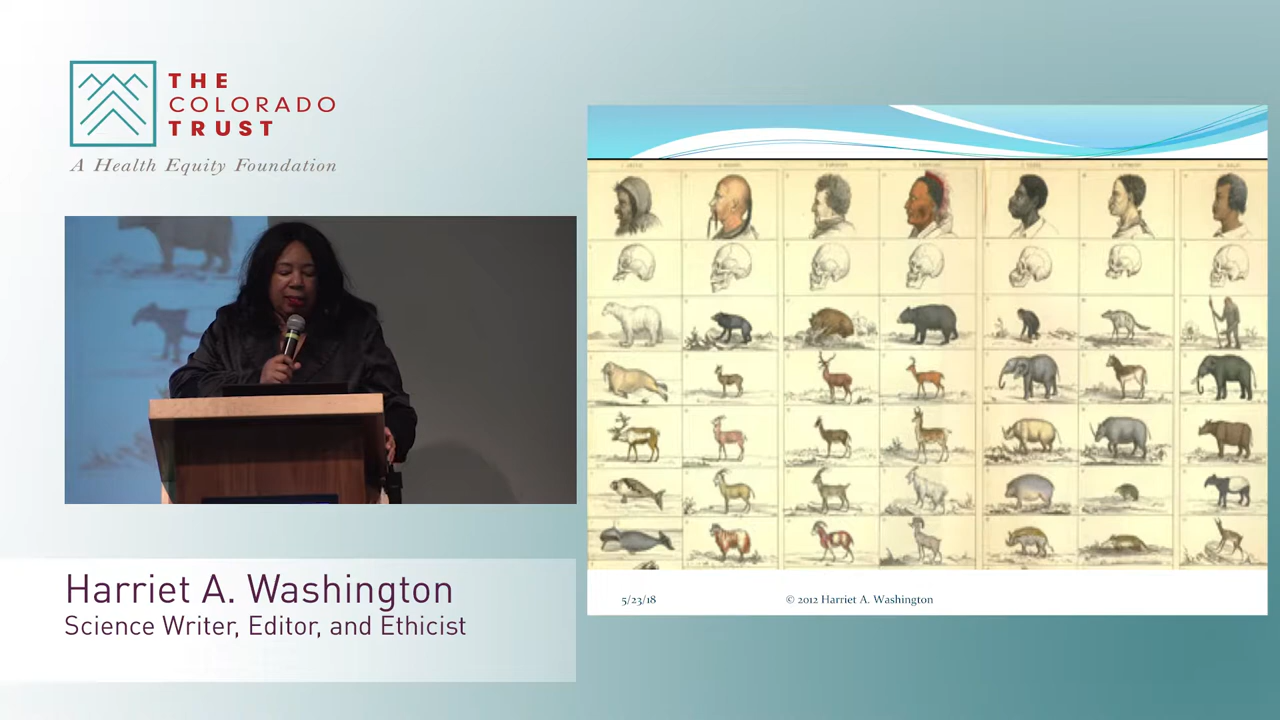 THE
COLORADO
TRUST
A Health Equity Foundation
Harriet A. Washington
Science Writer, Editor, and Ethicist
5/23/18
© 2012 Harriet A. Washington